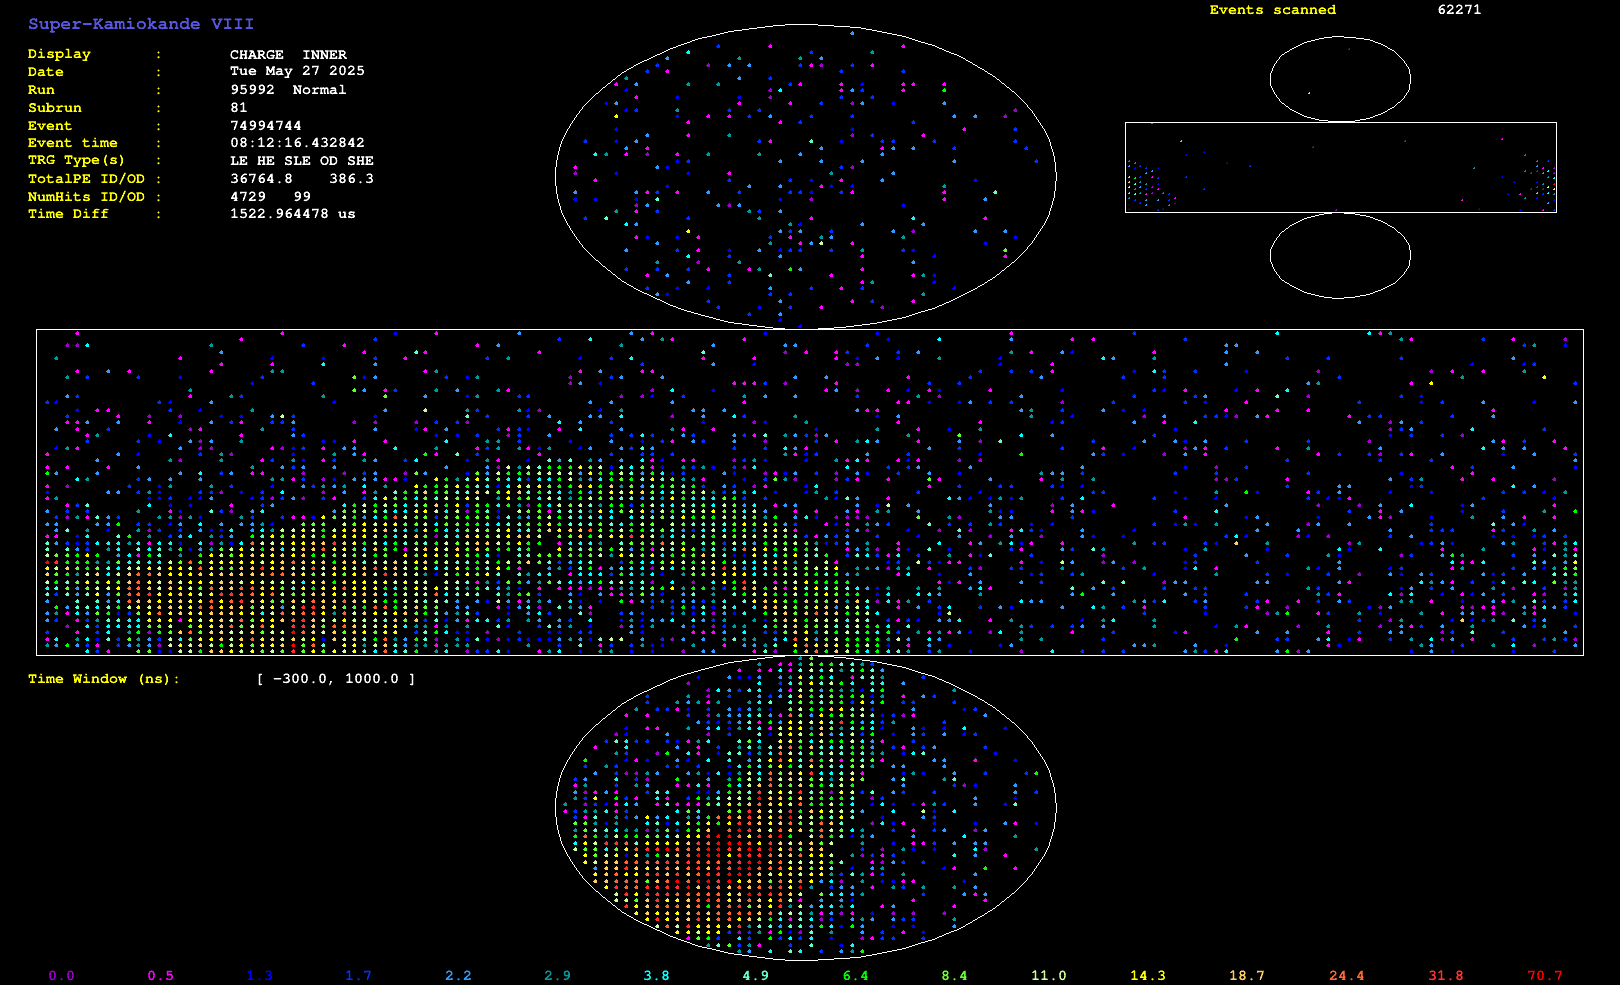 Super-Kamiokande VIII
Display : CHARGE INNER
Date : Tue May 27 2025
Run : 95992 Normal
Subrun : 81
Event : 74994744
Event time : 08:12:16.432842
TRG Type(s) : LE HE SLE OD SHE
TotalPE ID/OD : 36764.8 386.3
NumHits ID/OD : 4729 99
Time Diff : 1522.964478 us
Events scanned 62271
Time Window (ns): [ -300.0, 1000.0 ]
0.0 0.5 1.3 1.7 2.2 2.9 3.8 4.9 6.4 8.4 11.0 14.3 18.7 24.4 31.8 70.7